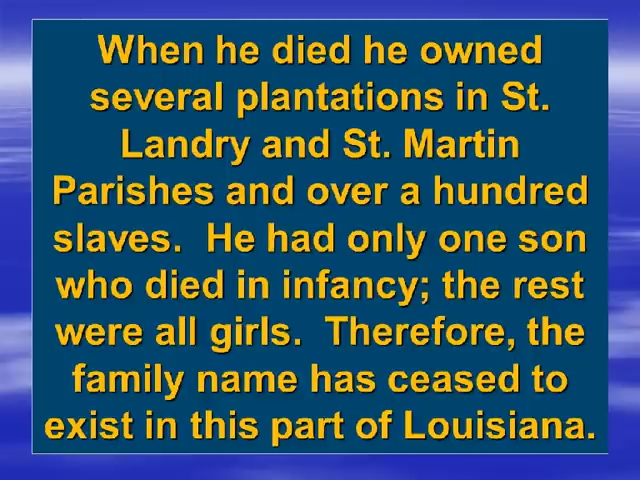 When he died he owned
several plantations in St.
Landry and St. Martin
Parishes and over a hundred
slaves.  He had only one son
who died in infancy; the rest
were all girls.  Therefore, the
family name has ceased to
exist in this part of Louisiana.